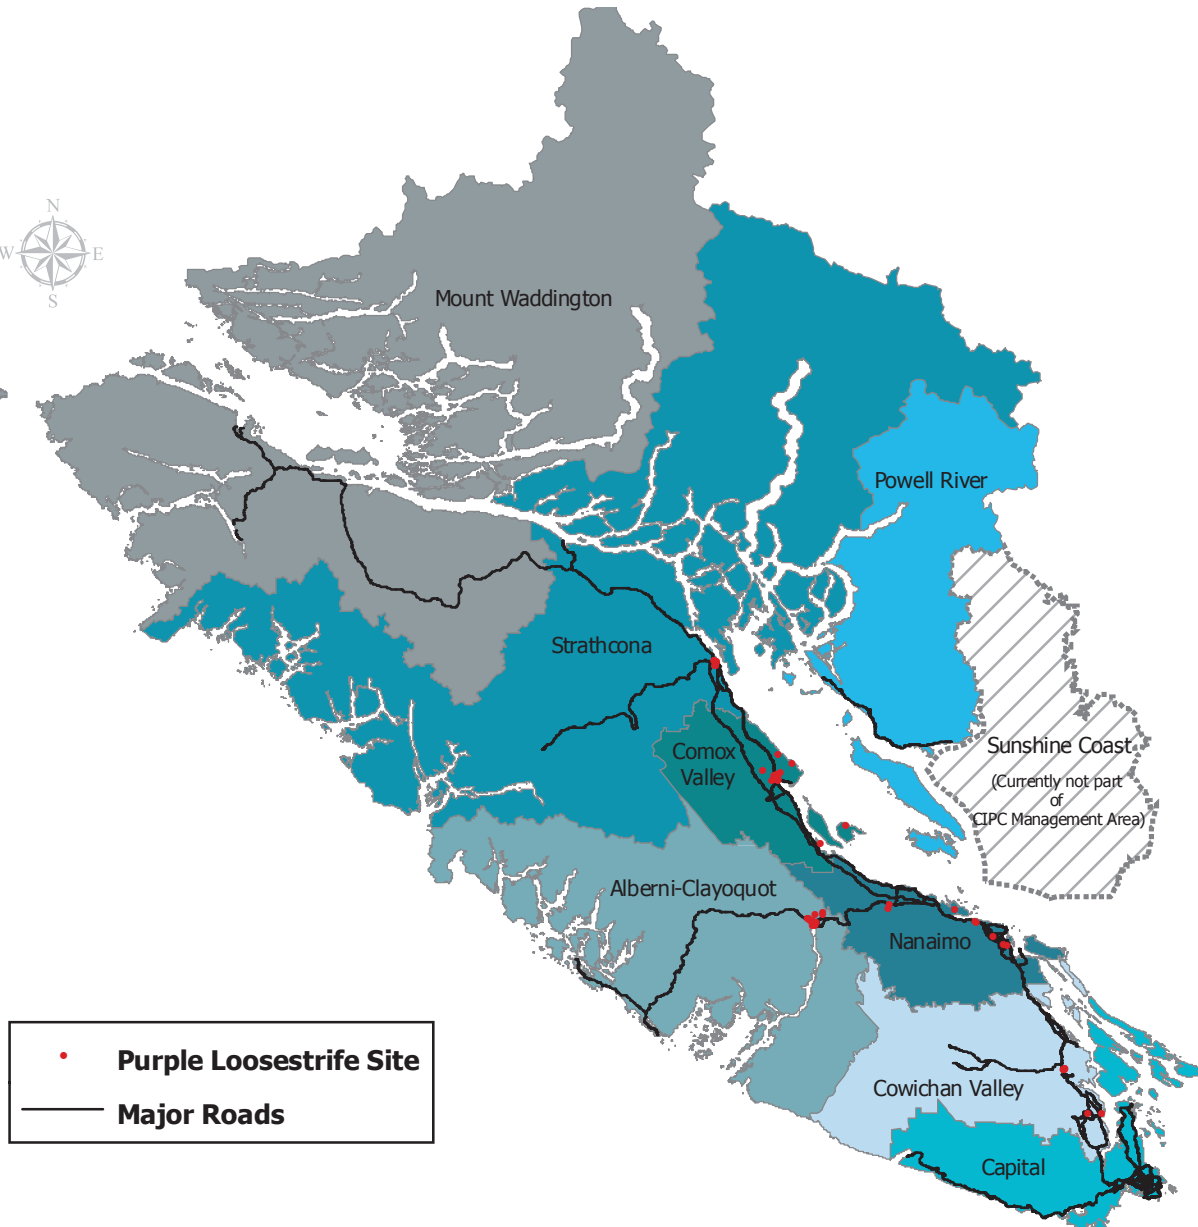 N
W E
S
Mount Waddington
Powell River
Strathcona
Comox
Valley
Sunshine Coast
(Currently not part
of
CIPC Management Area)
Alberni-Clayoquot
Nanaimo
Cowichan Valley
Capital
Purple Loosestrife Site
Major Roads